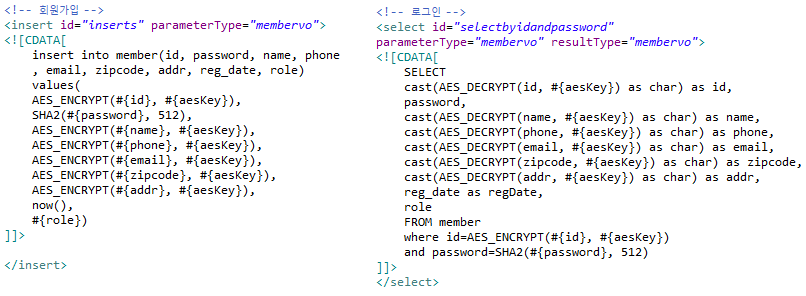 <!-- 회원가입 -->
<insert id="inserts" parameterType="membervo">
<![CDATA[
insert into member(id, password, name, phone
, email, zipcode, addr, reg_date, role)
values(
AES_ENCRYPT(#{id}, #{aesKey}),
SHA2(#{password}, 512),
AES_ENCRYPT(#{name}, #{aesKey}),
AES_ENCRYPT(#{phone}, #{aesKey}),
AES_ENCRYPT(#{email}, #{aesKey}),
AES_ENCRYPT(#{zipcode}, #{aesKey}),
AES_ENCRYPT(#{addr}, #{aesKey}),
now(),
#{role})
]]>
</insert>
<!-- 로그인 -->
<select id="selectbyidandpassword"
parameterType="membervo" resultType="membervo">
<![CDATA[
SELECT
cast(AES_DECRYPT(id, #{aesKey}) as char) as id,
password,
cast(AES_DECRYPT(name, #{aesKey}) as char) as name,
cast(AES_DECRYPT(phone, #{aesKey}) as char) as phone,
cast(AES_DECRYPT(email, #{aesKey}) as char) as email,
cast(AES_DECRYPT(zipcode, #{aesKey}) as char) as zipcode,
cast(AES_DECRYPT(addr, #{aesKey}) as char) as addr,
reg_date as regDate,
role
FROM member
where id=AES_ENCRYPT(#{id}, #{aesKey})
and password=SHA2(#{password}, 512)
]]>
</select>